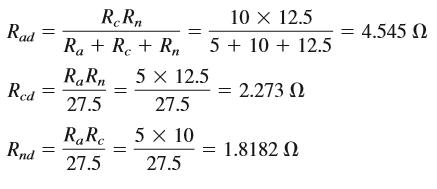 R_ad = R_c R_n / (R_a + R_c + R_n) = 10 × 12.5 / (5 + 10 + 12.5) = 4.545 Ω
R_cd = R_a R_n / 27.5 = 5 × 12.5 / 27.5 = 2.273 Ω
R_nd = R_a R_c / 27.5 = 5 × 10 / 27.5 = 1.8182 Ω